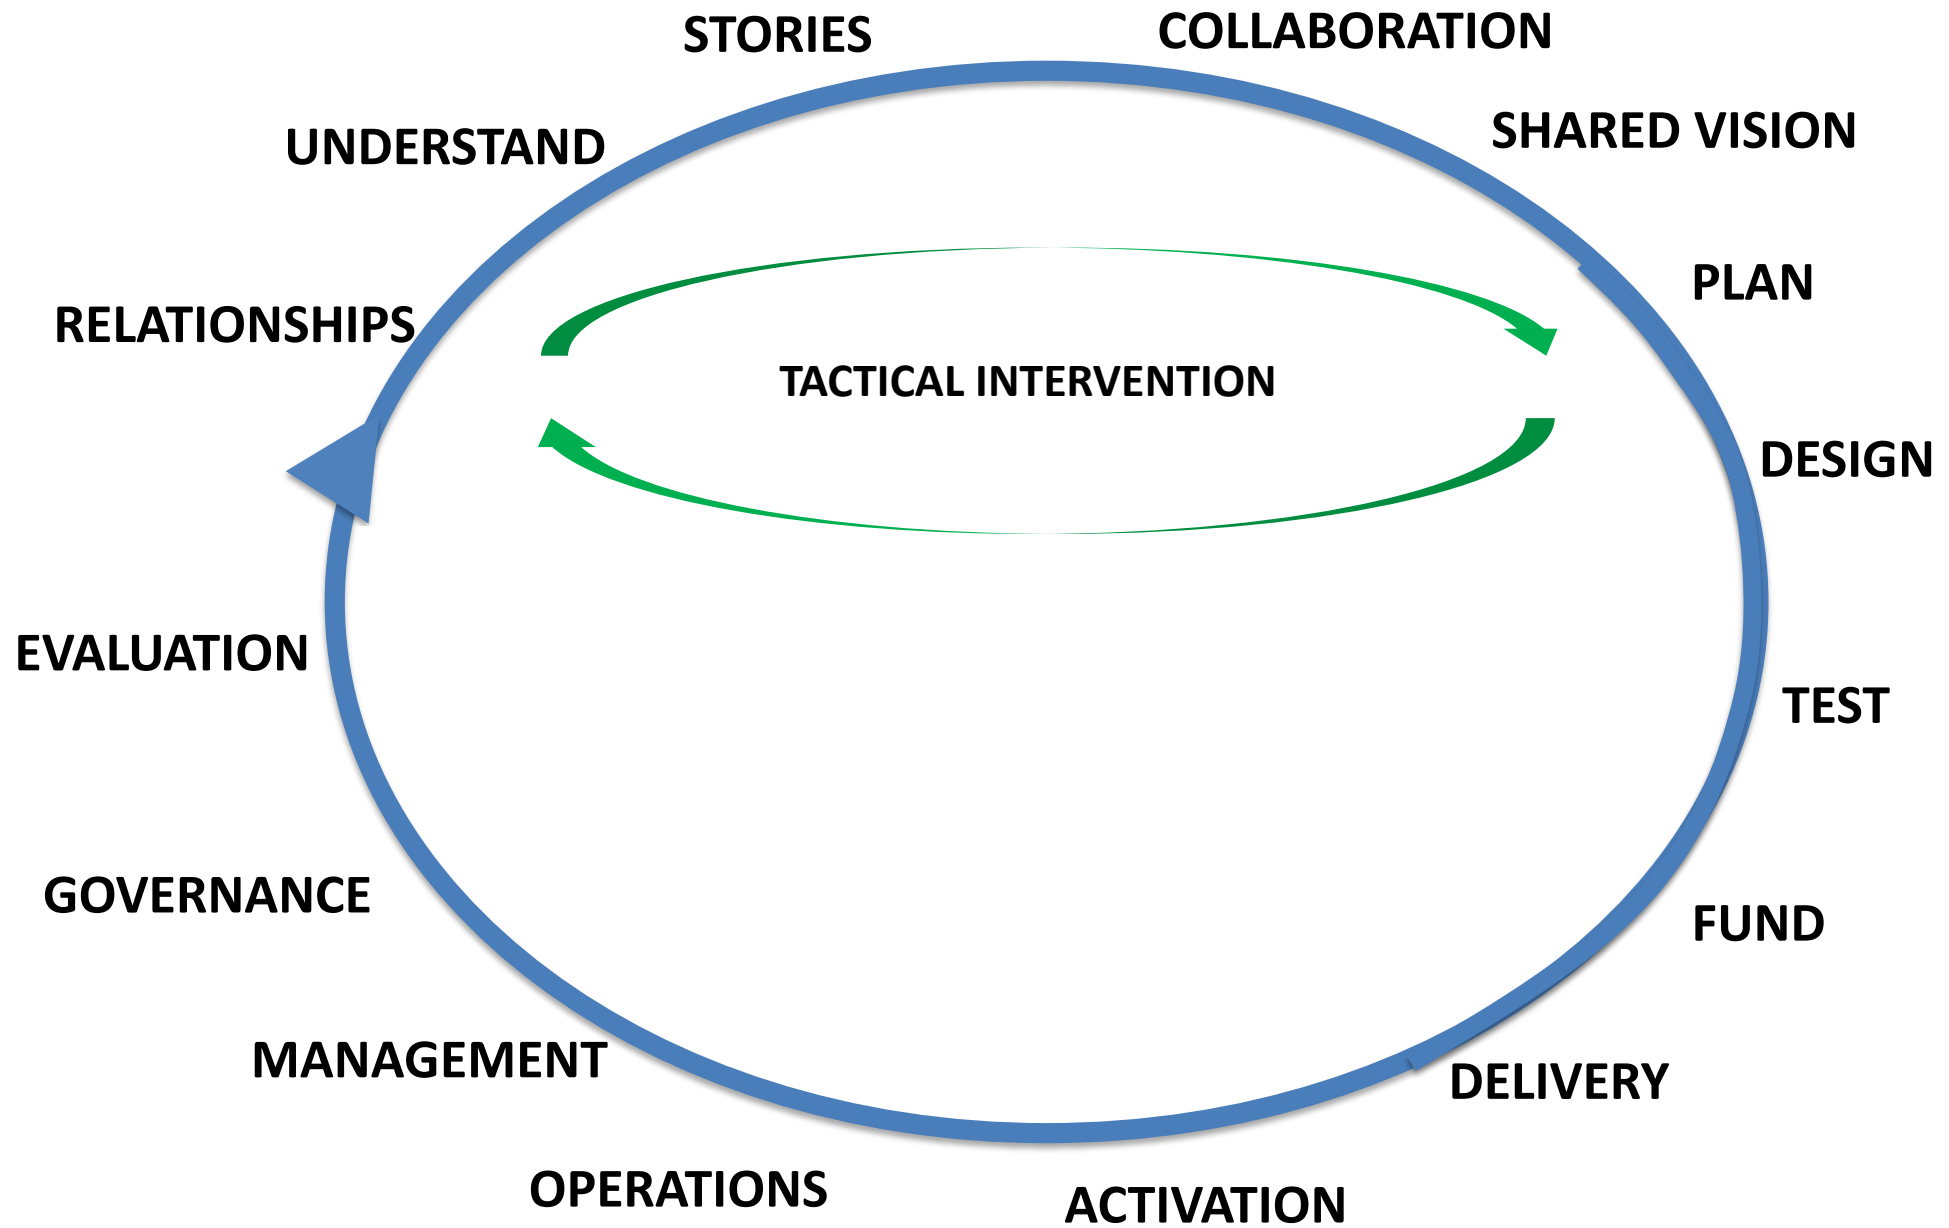 STORIES
COLLABORATION
SHARED VISION
UNDERSTAND
PLAN
RELATIONSHIPS
TACTICAL INTERVENTION
DESIGN
EVALUATION
TEST
GOVERNANCE
FUND
MANAGEMENT
DELIVERY
OPERATIONS
ACTIVATION